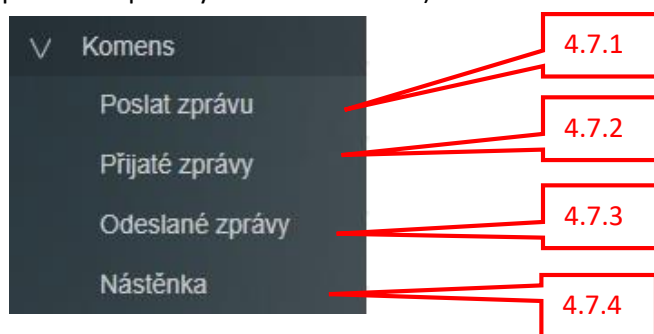 Komens
4.7.1
Poslat zprávu
4.7.2
Přijaté zprávy
4.7.3
Odeslané zprávy
4.7.4
Nástěnka